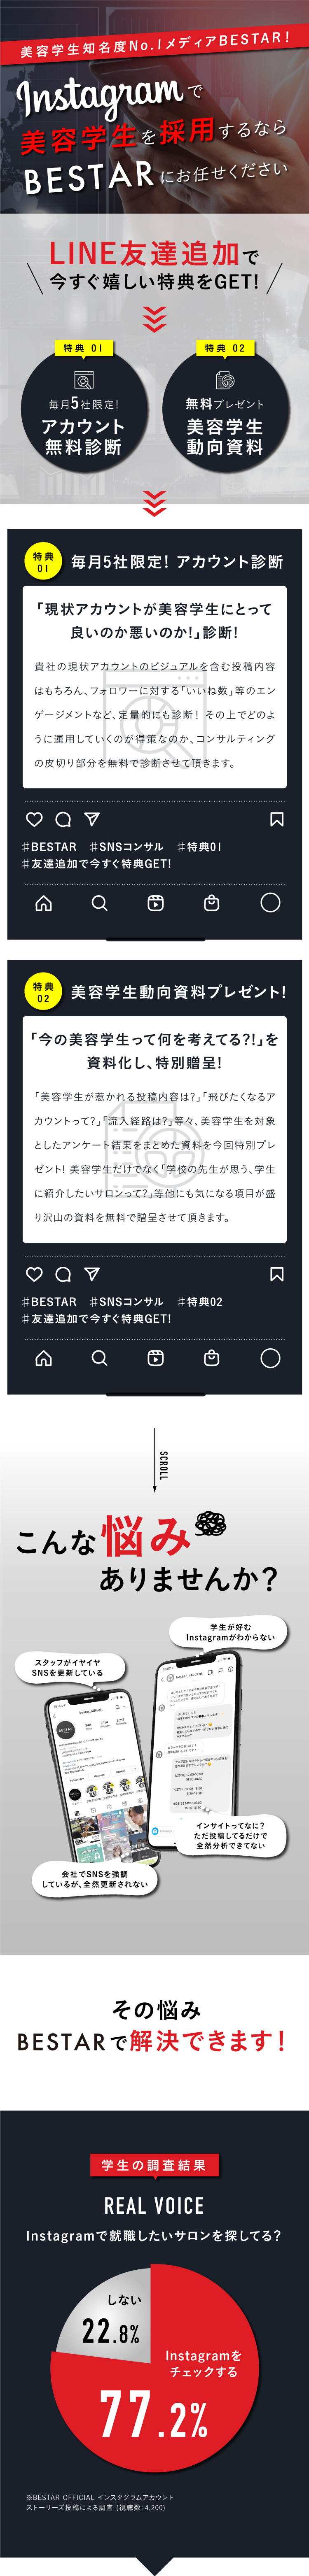 美容学生知名度No.1メディアBESTAR!
Instagramで
美容学生を採用するなら
BESTARにお任せください
LINE友達追加で
今すぐ嬉しい特典をGET!
特典 01
毎月5社限定!
アカウント
無料診断
特典 02
無料プレゼント
美容学生
動向資料
特典
01
毎月5社限定! アカウント診断
「現状アカウントが美容学生にとって
良いのか悪いのか!」診断!
貴社の現状アカウントのビジュアルを含む投稿内容
はもちろん、フォロワーに対する「いいね数」等のエン
ゲージメントなど、定量的にも診断! その上でどのよ
うに運用していくのが得策なのか、コンサルティング
の皮切り部分を無料で診断させて頂きます。
#BESTAR #SNSコンサル #特典01
#友達追加で今すぐ特典GET!
特典
02
美容学生動向資料プレゼント!
「今の美容学生って何を考えてる?!」を
資料化し、特別贈呈!
「美容学生が惹かれる投稿内容は?」「飛びたくなるア
カウントって?」「流入経路は?」等々、美容学生を対象
としたアンケート結果をまとめた資料を今回特別プレ
ゼント! 美容学生だけでなく「学校の先生が思う、学生
に紹介したいサロンって?」等他にも気になる項目が盛
り沢山の資料を無料で贈呈させて頂きます。
#BESTAR #SNSコンサル #特典02
#友達追加で今すぐ特典GET!
SCROLL
こんな悩み
ありませんか?
学生が好む
Instagramがわからない
スタッフがイヤイヤ
SNSを更新している
BESTAR
インサイトってなに?
ただ投稿してるだけで
全然分析できてない
会社でSNSを強調
しているが、全然更新されない
その悩み
BESTARで解決できます!
学生の調査結果
REAL VOICE
Instagramで就職したいサロンを探してる?
しない
22.8%
Instagramを
チェックする
77.2%
※BESTAR OFFICIAL インスタグラムアカウント
ストーリーズ投稿による調査 (視聴数:4,200)